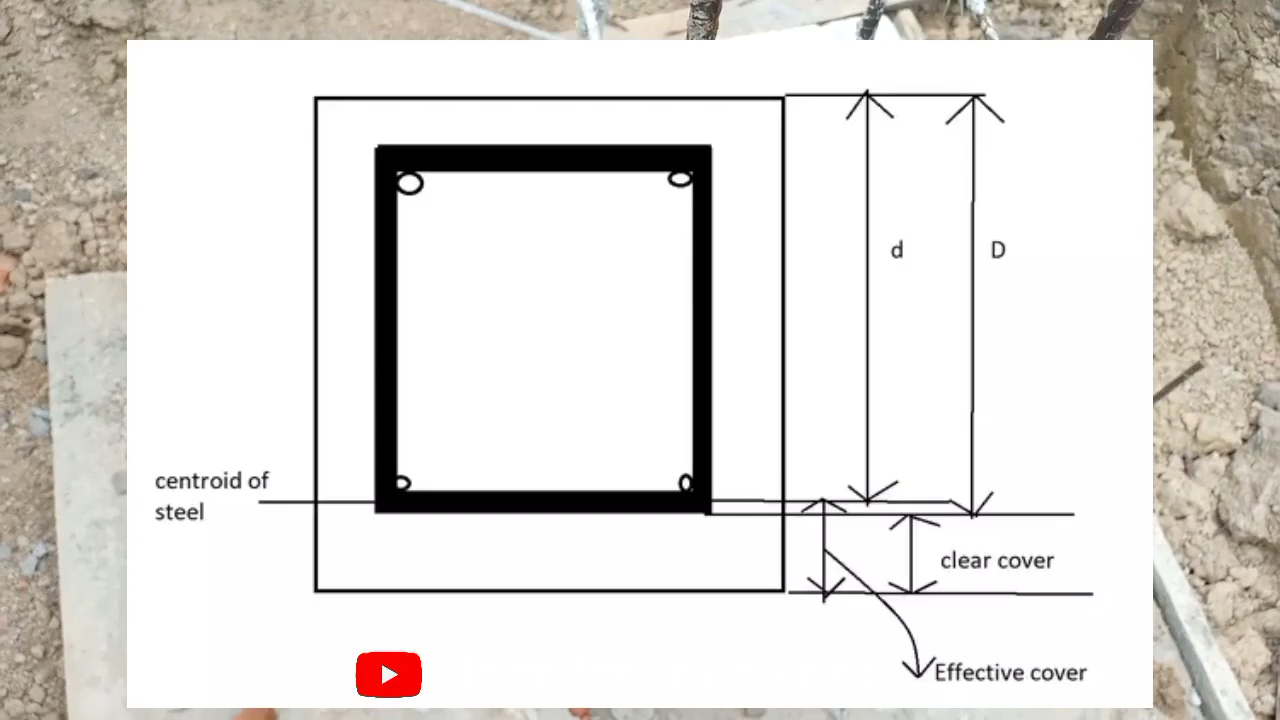 d
D
centroid of
steel
clear cover
Effective cover